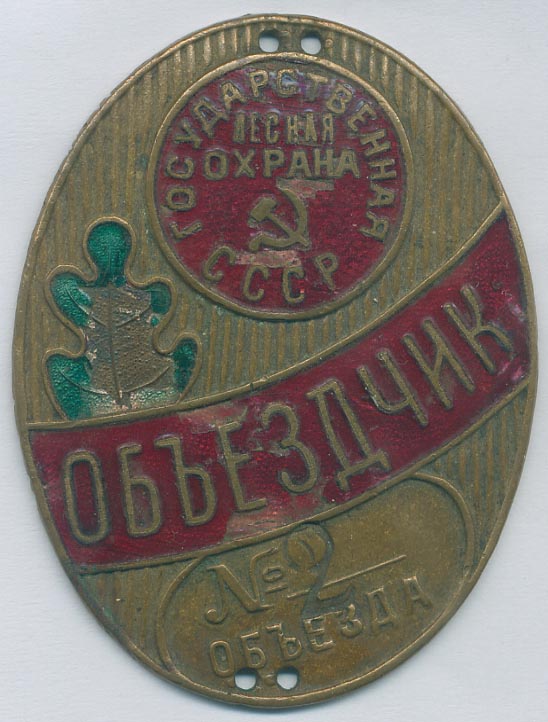 ГОСУДАРСТВЕННАЯ
ЛЕСНАЯ
ОХРАНА
СССР
ОБЪЕЗДЧИК
№ 2
ОБЪЕЗДА